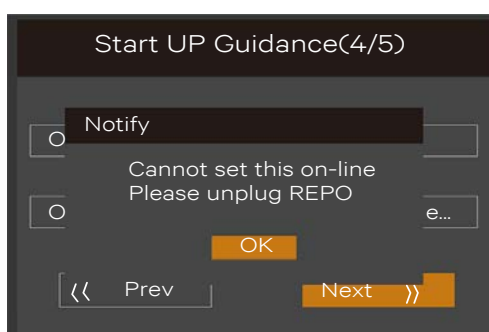 Start UP Guidance(4/5)
Notify
O
Cannot set this on-line
Please unplug REPO
O
e...
OK
⟨⟨ Prev
Next ⟩⟩